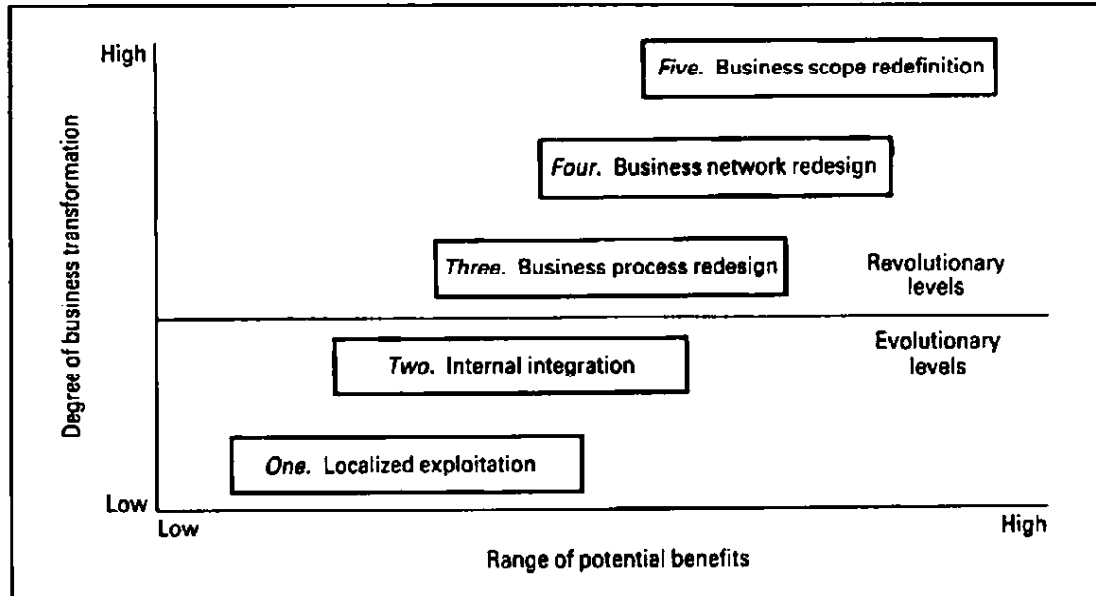 High
Five. Business scope redefinition
Four. Business network redesign
Three. Business process redesign
Revolutionary
levels
Evolutionary
levels
Two. Internal integration
One. Localized exploitation
Low
Low
High
Range of potential benefits
Degree of business transformation